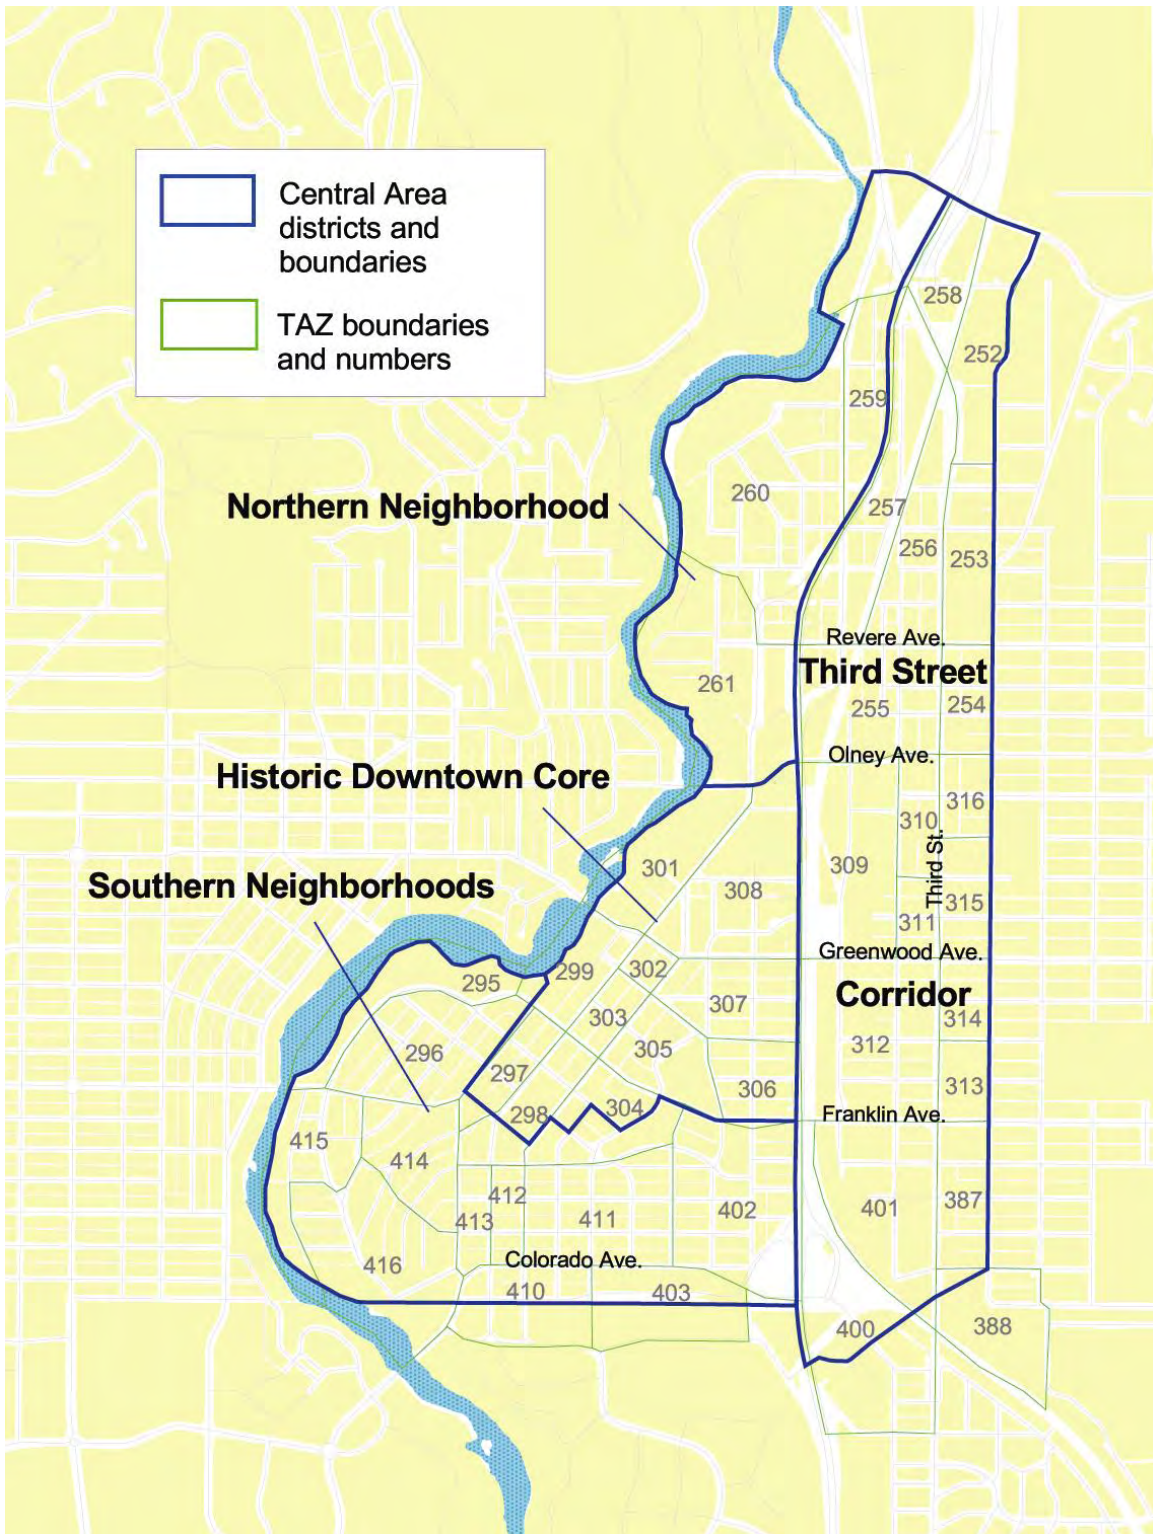 Central Area
districts and
boundaries
TAZ boundaries
and numbers
258
252
259
Northern Neighborhood
260
257
256
253
Revere Ave.
Third Street
261
255
254
Olney Ave.
Historic Downtown Core
316
310
Third St.
301
309
308
Southern Neighborhoods
315
311
Greenwood Ave.
299
302
295
Corridor
307
303
314
312
305
296
297
313
306
304
298
Franklin Ave.
415
414
412
387
401
402
411
413
Colorado Ave.
416
410
403
400
388